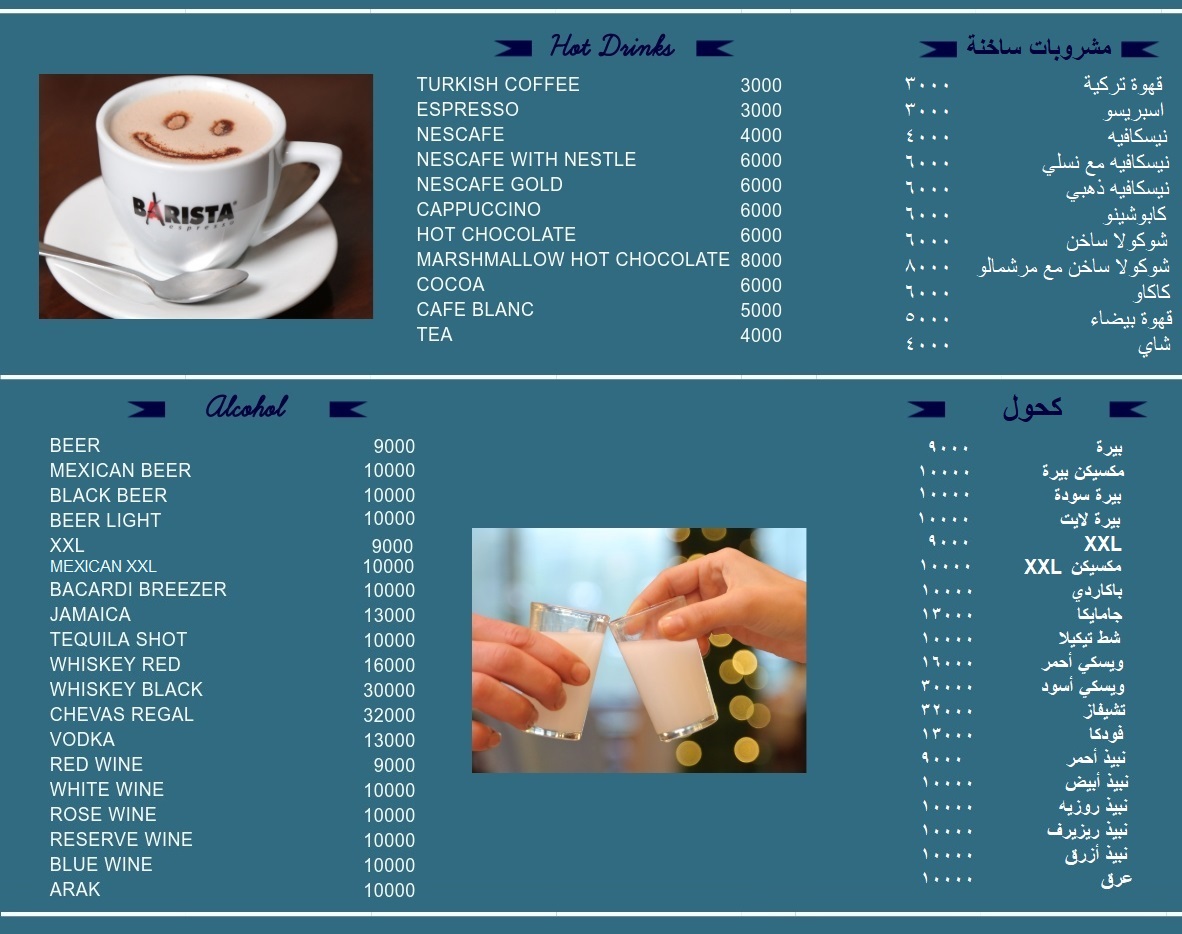 Hot Drinks
TURKISH COFFEE 3000
ESPRESSO 3000
NESCAFE 4000
NESCAFE WITH NESTLE 6000
NESCAFE GOLD 6000
CAPPUCCINO 6000
HOT CHOCOLATE 6000
MARSHMALLOW HOT CHOCOLATE 8000
COCOA 6000
CAFE BLANC 5000
TEA 4000
مشروبات ساخنة
قهوة تركية ٣٠٠٠
اسبريسو ٣٠٠٠
نيسكافيه ٤٠٠٠
نيسكافيه مع نسلي ٦٠٠٠
نيسكافيه ذهبي ٦٠٠٠
كابوشينو ٦٠٠٠
شوكولا ساخن ٦٠٠٠
شوكولا ساخن مع مرشمالو ٨٠٠٠
كاكاو ٦٠٠٠
قهوة بيضاء ٥٠٠٠
شاي ٤٠٠٠
BARISTA
espresso
Alcohol
BEER 9000
MEXICAN BEER 10000
BLACK BEER 10000
BEER LIGHT 10000
XXL 9000
MEXICAN XXL 10000
BACARDI BREEZER 10000
JAMAICA 13000
TEQUILA SHOT 10000
WHISKEY RED 16000
WHISKEY BLACK 30000
CHEVAS REGAL 32000
VODKA 13000
RED WINE 9000
WHITE WINE 10000
ROSE WINE 10000
RESERVE WINE 10000
BLUE WINE 10000
ARAK 10000
كحول
بيرة ٩٠٠٠
مكسيكن بيرة ١٠٠٠٠
بيرة سودة ١٠٠٠٠
بيرة لايت ١٠٠٠٠
XXL ٩٠٠٠
مكسيكن XXL ١٠٠٠٠
باكاردي ١٠٠٠٠
جامايكا ١٣٠٠٠
شط تيكيلا ١٠٠٠٠
ويسكي أحمر ١٦٠٠٠
ويسكي أسود ٣٠٠٠٠
تشيفاز ٣٢٠٠٠
فودكا ١٣٠٠٠
نبيذ أحمر ٩٠٠٠
نبيذ أبيض ١٠٠٠٠
نبيذ روزيه ١٠٠٠٠
نبيذ ريزيرف ١٠٠٠٠
نبيذ أزرق ١٠٠٠٠
عرق ١٠٠٠٠